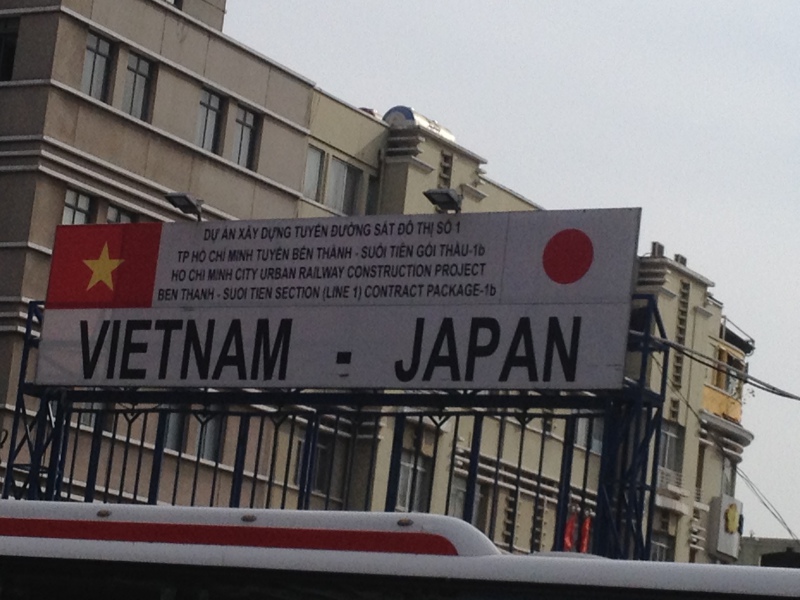 DỰ ÁN XÂY DỰNG TUYẾN ĐƯỜNG SẮT ĐÔ THỊ SỐ 1
TP HỒ CHÍ MINH TUYẾN BẾN THÀNH - SUỐI TIÊN GÓI THẦU-1b
HO CHI MINH CITY URBAN RAILWAY CONSTRUCTION PROJECT
BEN THANH - SUOI TIEN SECTION (LINE 1) CONTRACT PACKAGE-1b
VIETNAM - JAPAN